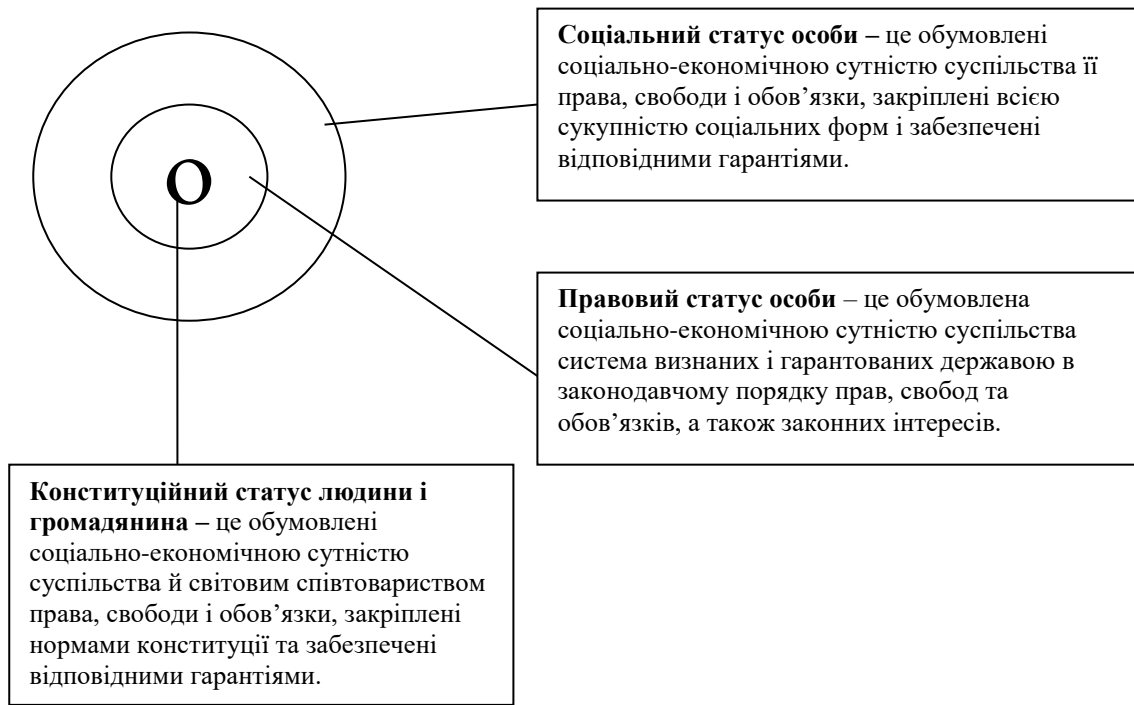 Соціальний статус особи – це обумовлені
соціально-економічною сутністю суспільства її
права, свободи і обов’язки, закріплені всією
сукупністю соціальних форм і забезпечені
відповідними гарантіями.
О
Правовий статус особи – це обумовлена
соціально-економічною сутністю суспільства
система визнаних і гарантованих державою в
законодавчому порядку прав, свобод та
обов’язків, а також законних інтересів.
Конституційний статус людини і
громадянина – це обумовлені
соціально-економічною сутністю
суспільства й світовим співтовариством
права, свободи і обов’язки, закріплені
нормами конституції та забезпечені
відповідними гарантіями.